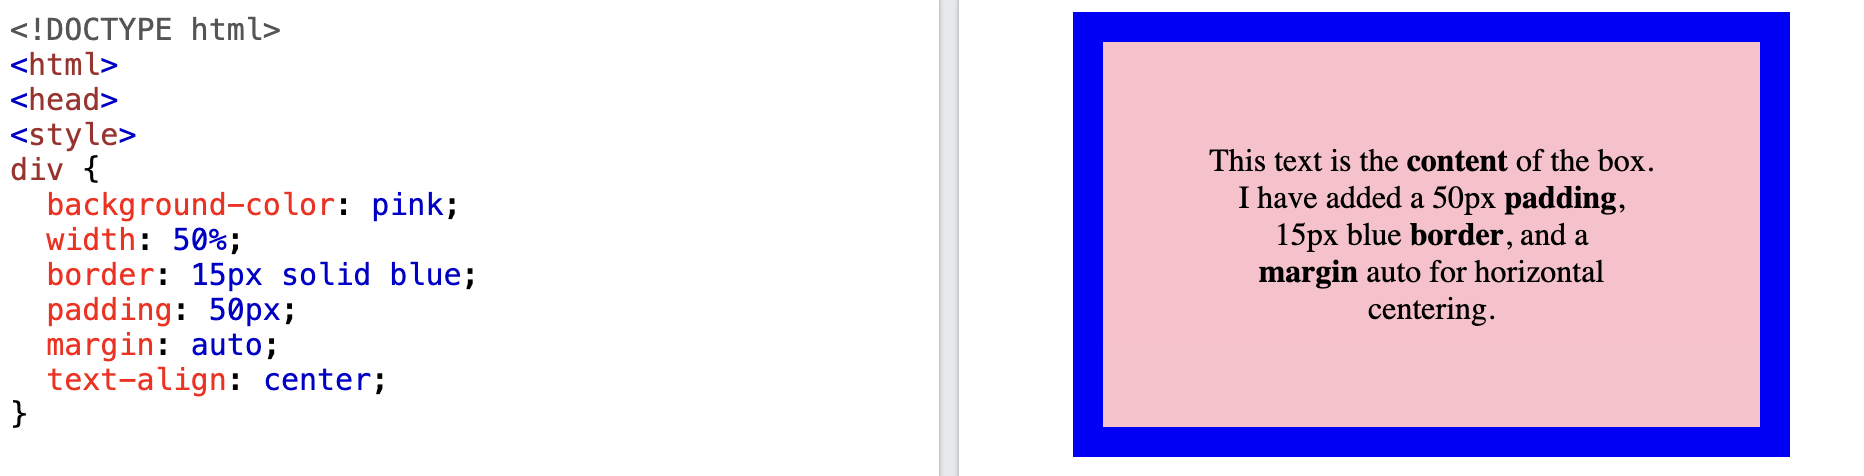 <!DOCTYPE html>
<html>
<head>
<style>
div {
  background-color: pink;
  width: 50%;
  border: 15px solid blue;
  padding: 50px;
  margin: auto;
  text-align: center;
}
This text is the content of the box.
I have added a 50px padding,
15px blue border, and a
margin auto for horizontal
centering.